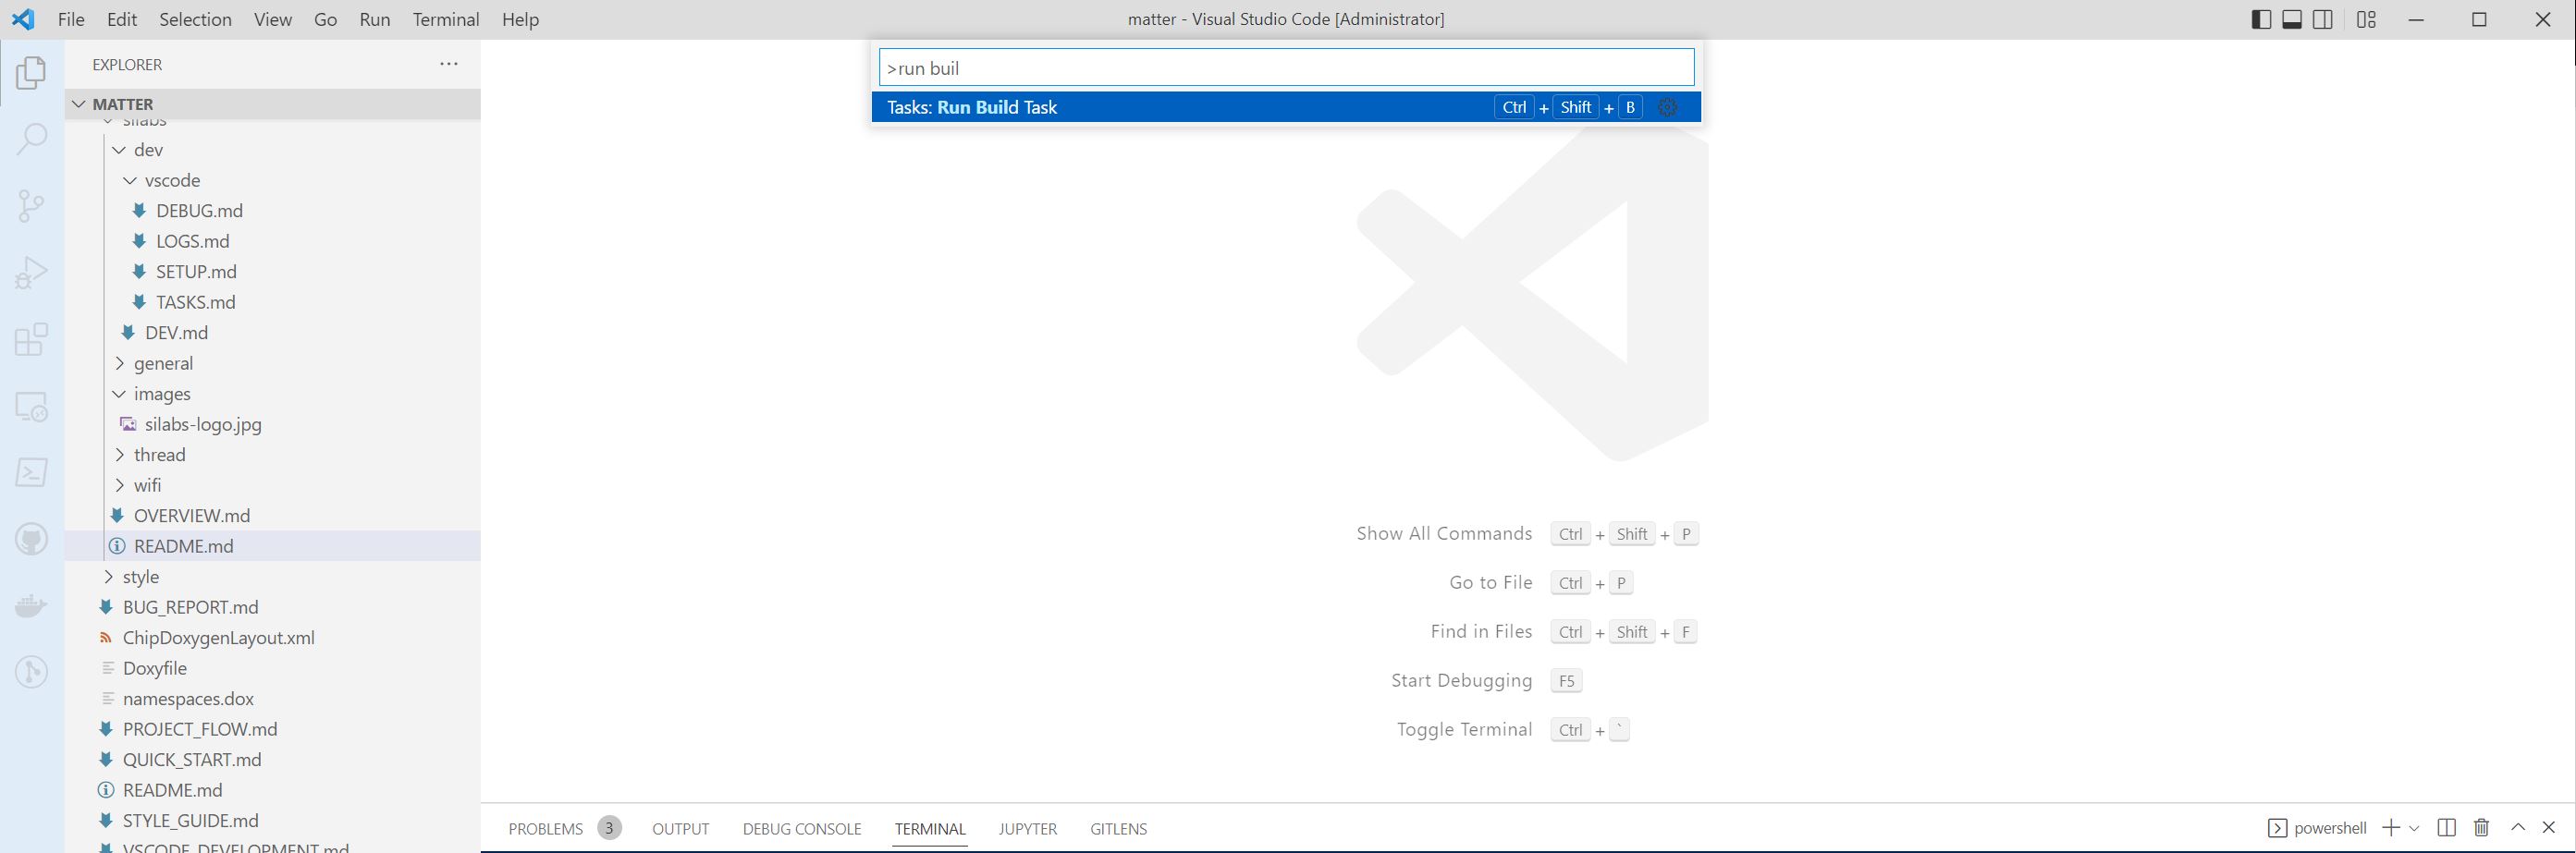 File Edit Selection View Go Run Terminal Help
matter - Visual Studio Code [Administrator]
EXPLORER
MATTER
silabs
dev
vscode
DEBUG.md
LOGS.md
SETUP.md
TASKS.md
DEV.md
general
images
silabs-logo.jpg
thread
wifi
OVERVIEW.md
README.md
style
BUG_REPORT.md
ChipDoxygenLayout.xml
Doxyfile
namespaces.dox
PROJECT_FLOW.md
QUICK_START.md
README.md
STYLE_GUIDE.md
VSCODE_DEVELOPMENT.md
>run buil
Tasks: Run Build Task Ctrl + Shift + B
Show All Commands Ctrl + Shift + P
Go to File Ctrl + P
Find in Files Ctrl + Shift + F
Start Debugging F5
Toggle Terminal Ctrl + `
PROBLEMS 3 OUTPUT DEBUG CONSOLE TERMINAL JUPYTER GITLENS
powershell